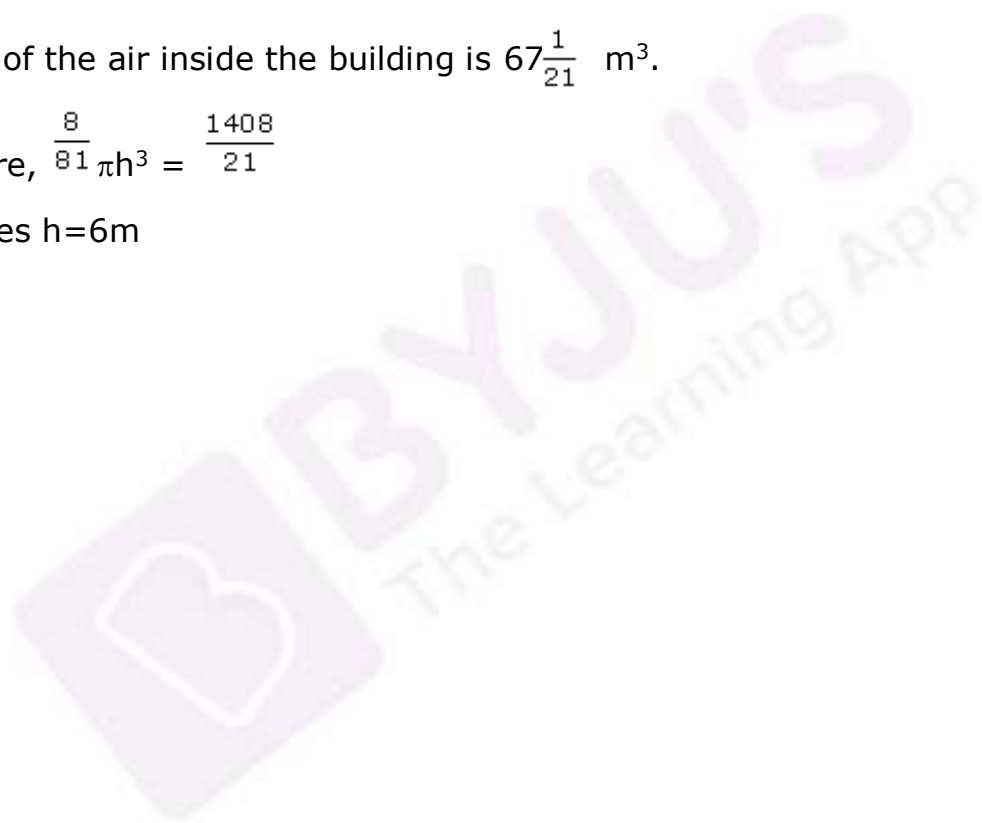 of the air inside the building is 67 1/21 m³.
re, 8/81 πh³ = 1408/21
es h=6m
BYJU'S
The Learning App